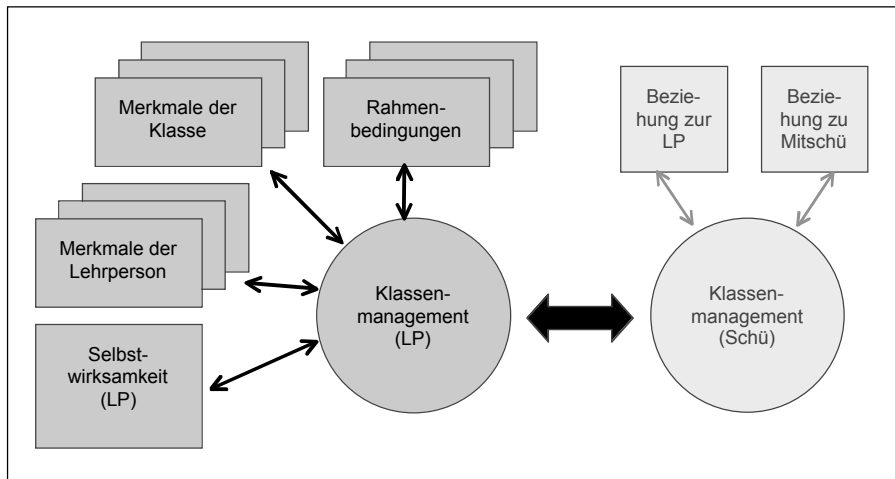 Merkmale der
Klasse
Rahmen-
bedingungen
Bezie-
hung zur
LP
Bezie-
hung zu
Mitschü
Merkmale der
Lehrperson
Klassen-
management
(LP)
Klassen-
management
(Schü)
Selbst-
wirksamkeit
(LP)